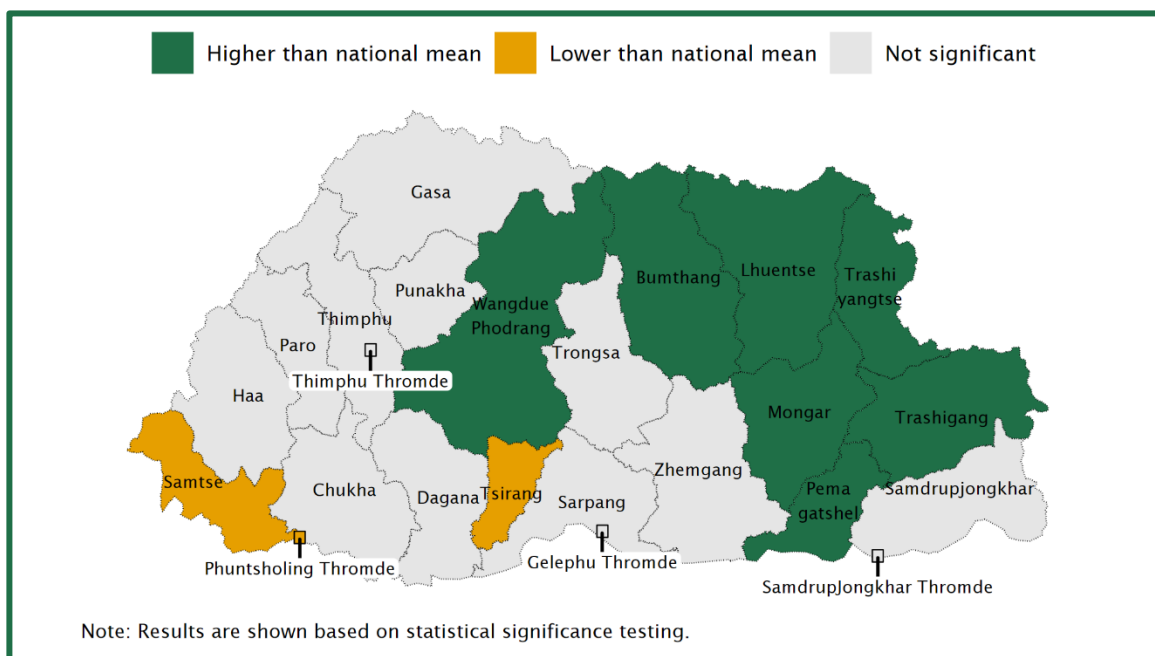 Higher than national mean
Lower than national mean
Not significant
Gasa
Punakha
Wangdue
Phodrang
Bumthang
Lhuentse
Trashi
yangtse
Thimphu
Paro
Trongsa
Thimphu Thromde
Haa
Mongar
Trashigang
Samtse
Chukha
Dagana
Tsirang
Sarpang
Zhemgang
Pema
gatshel
Samdrupjongkhar
Phuntsholing Thromde
Gelephu Thromde
SamdrupJongkhar Thromde
Note: Results are shown based on statistical significance testing.